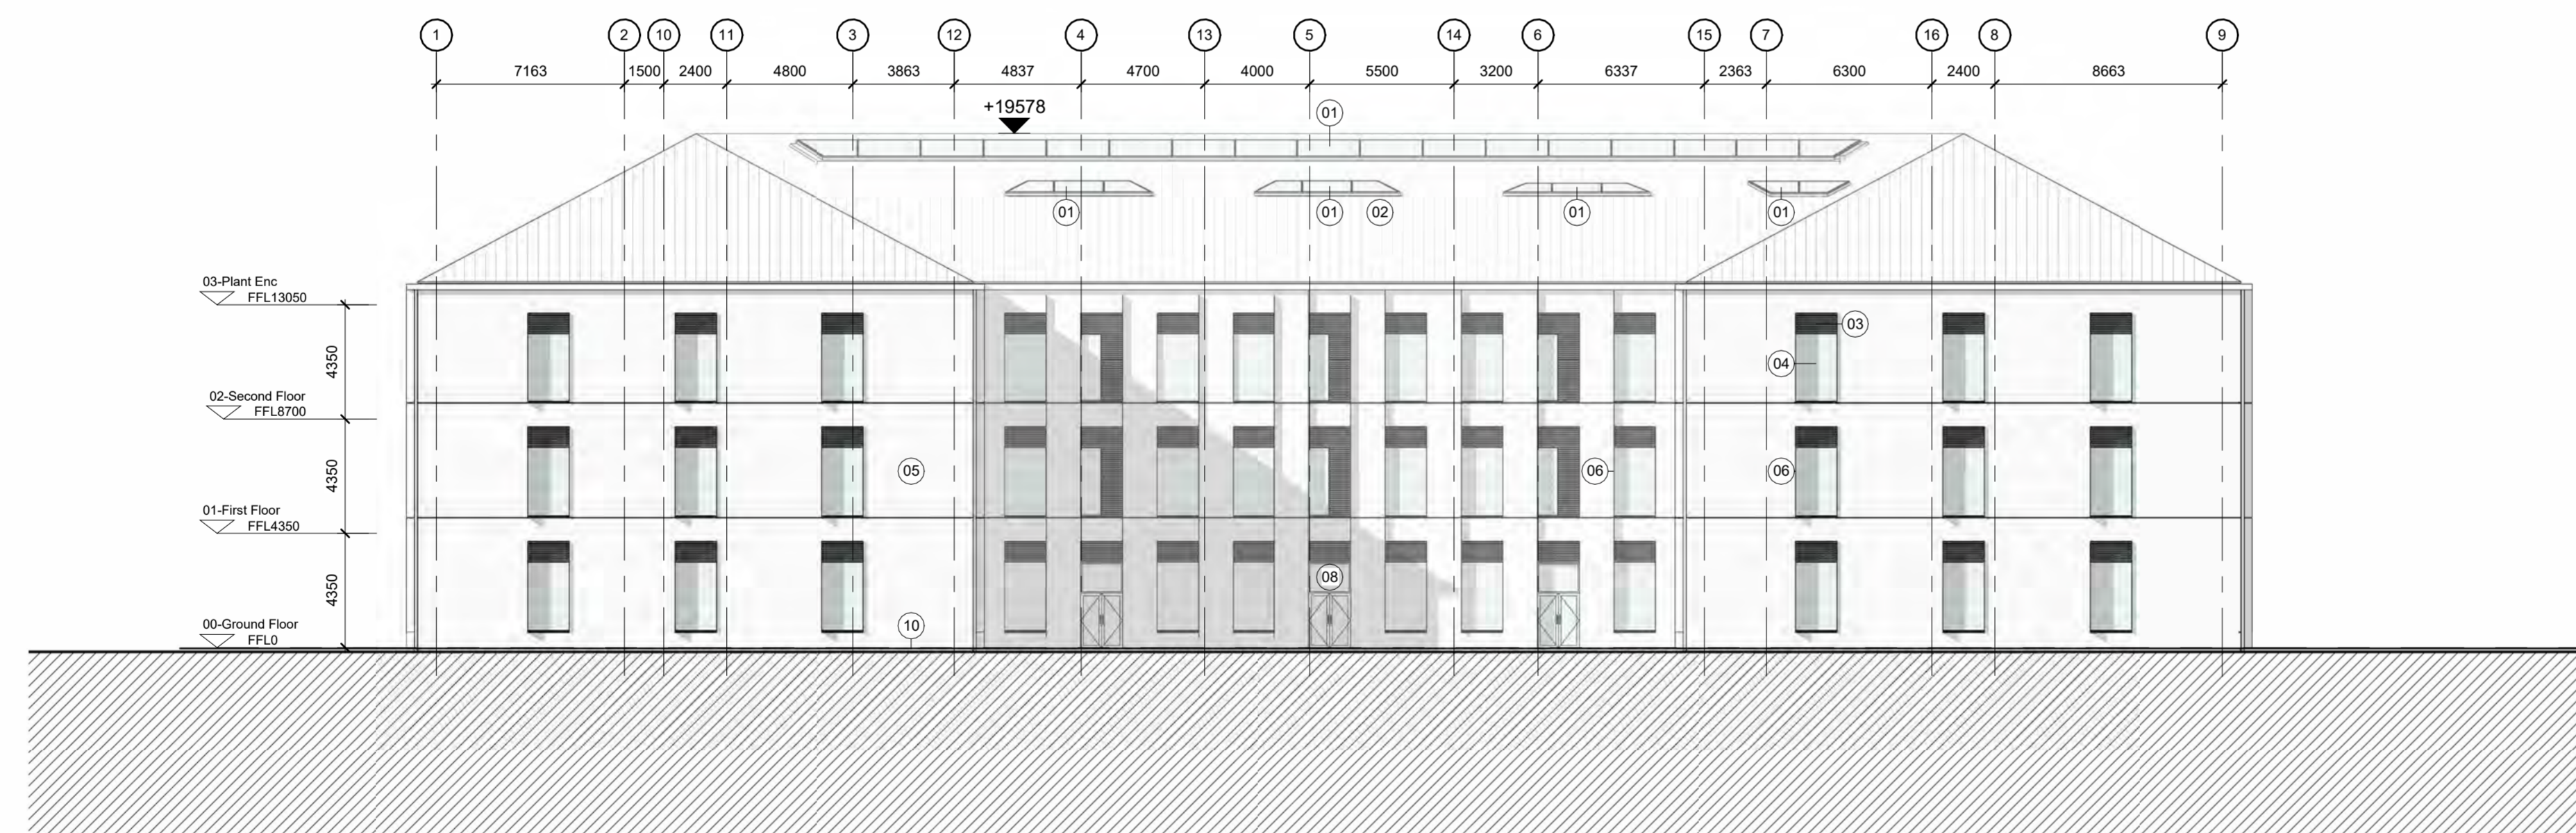 1 2 10 11 3 12 4 13 5 14 6 15 7 16 8 9
7163 1500 2400 4800 3863 4837 4700 4000 5500 3200 6337 2363 6300 2400 8663
+19578
01
01 01 02 01 01
03-Plant Enc
FFL13050
03
4350
04
02-Second Floor
FFL8700
4350
05 06 06
01-First Floor
FFL4350
4350
08
00-Ground Floor
10
FFL0